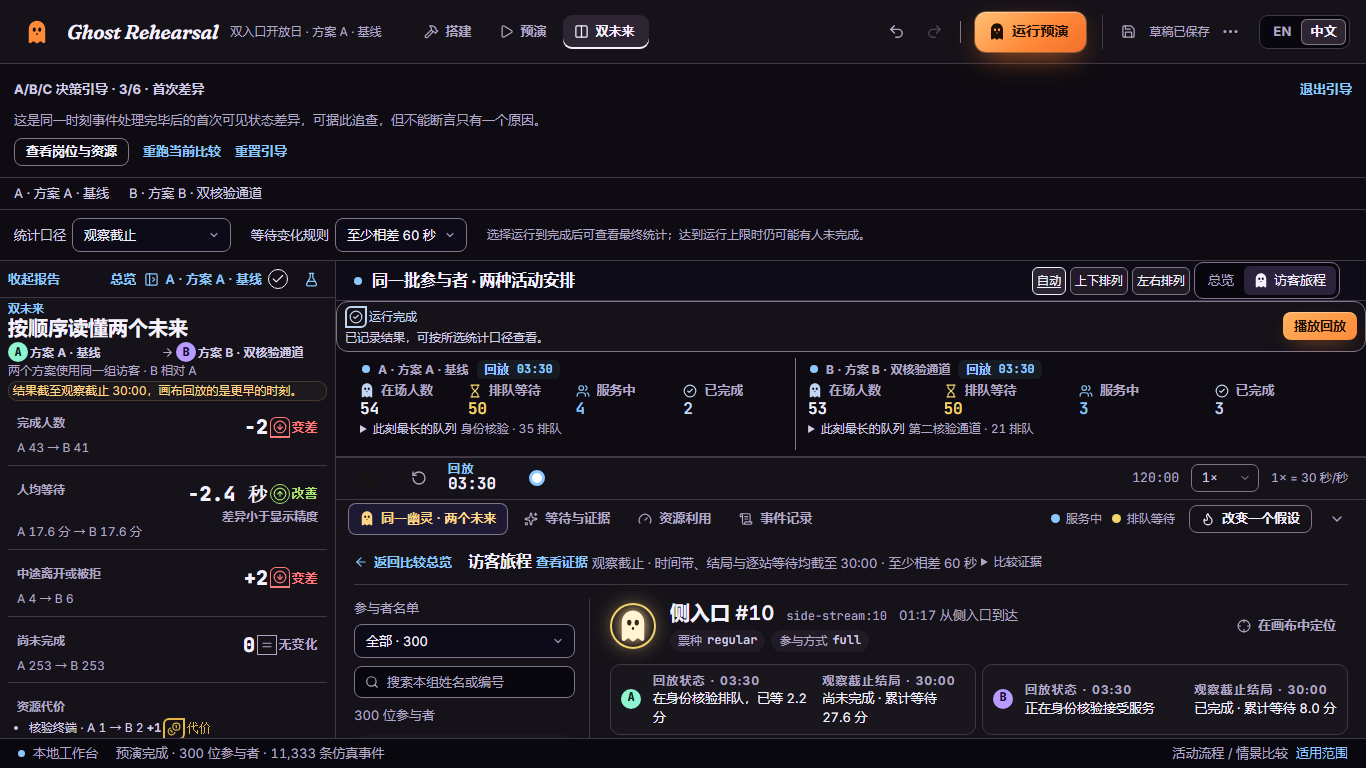 Ghost Rehearsal 双入口开放日 · 方案 A · 基线 搭建 预演 双未来 运行预演 草稿已保存 ··· EN 中文
A/B/C 决策引导 · 3/6 · 首次差异 退出引导
这是同一时刻事件处理完毕后的首次可见状态差异，可据此追查，但不能断言只有一个原因。
查看岗位与资源 重跑当前比较 重置引导
A · 方案 A · 基线 B · 方案 B · 双核验通道
统计口径 观察截止 等待变化规则 至少相差 60 秒 选择运行到完成后可查看最终统计；达到运行上限时仍可能有人未完成。
收起报告 总览 A · 方案 A · 基线
双未来
按顺序读懂两个未来
A 方案 A · 基线 → B 方案 B · 双核验通道
两个方案使用同一组访客 · B 相对 A
结果截至观察截止 30:00，画布回放的是更早的时刻。
完成人数 -2 变差
A 43 → B 41
人均等待 -2.4 秒 改善
差异小于显示精度
A 17.6 分 → B 17.6 分
中途离开或被拒 +2 变差
A 4 → B 6
尚未完成 0 = 无变化
A 253 → B 253
资源代价
• 核验终端 · A 1 → B 2 +1 代价
同一批参与者 · 两种活动安排 自动 上下排列 左右排列 总览 访客旅程
运行完成
已记录结果，可按所选统计口径查看。
播放回放
A · 方案 A · 基线 回放 03:30
在场人数 排队等待 服务中 已完成
54 50 4 2
此刻最长的队列 身份核验 · 35 排队
B · 方案 B · 双核验通道 回放 03:30
在场人数 排队等待 服务中 已完成
53 50 3 3
此刻最长的队列 第二核验通道 · 21 排队
回放
03:30
120:00 1× 1× = 30 秒/秒
同一幽灵 · 两个未来 等待与证据 资源利用 事件记录 服务中 排队等待 改变一个假设
← 返回比较总览 访客旅程 查看证据 观察截止 · 时间带、结局与逐站等待均截至 30:00 · 至少相差 60 秒 比较证据
参与者名单
全部 · 300
搜索本组姓名或编号
300 位参与者
侧入口 #10 side-stream:10 01:17 从侧入口到达
票种 regular 参与方式 full
在画布中定位
A 回放状态 · 03:30
在身份核验排队，已等 2.2
分
观察截止结局 · 30:00
尚未完成 · 累计等待
27.6 分
B 回放状态 · 03:30
正在身份核验接受服务
观察截止结局 · 30:00
已完成 · 累计等待 8.0 分
本地工作台 预演完成 · 300 位参与者 · 11,333 条仿真事件 活动流程 / 情景比较 适用范围